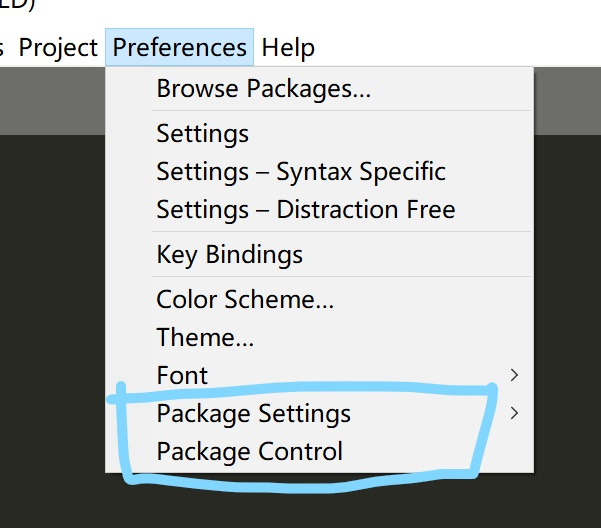 Project Preferences Help
Browse Packages...
Settings
Settings – Syntax Specific
Settings – Distraction Free
Key Bindings
Color Scheme...
Theme...
Font
Package Settings
Package Control